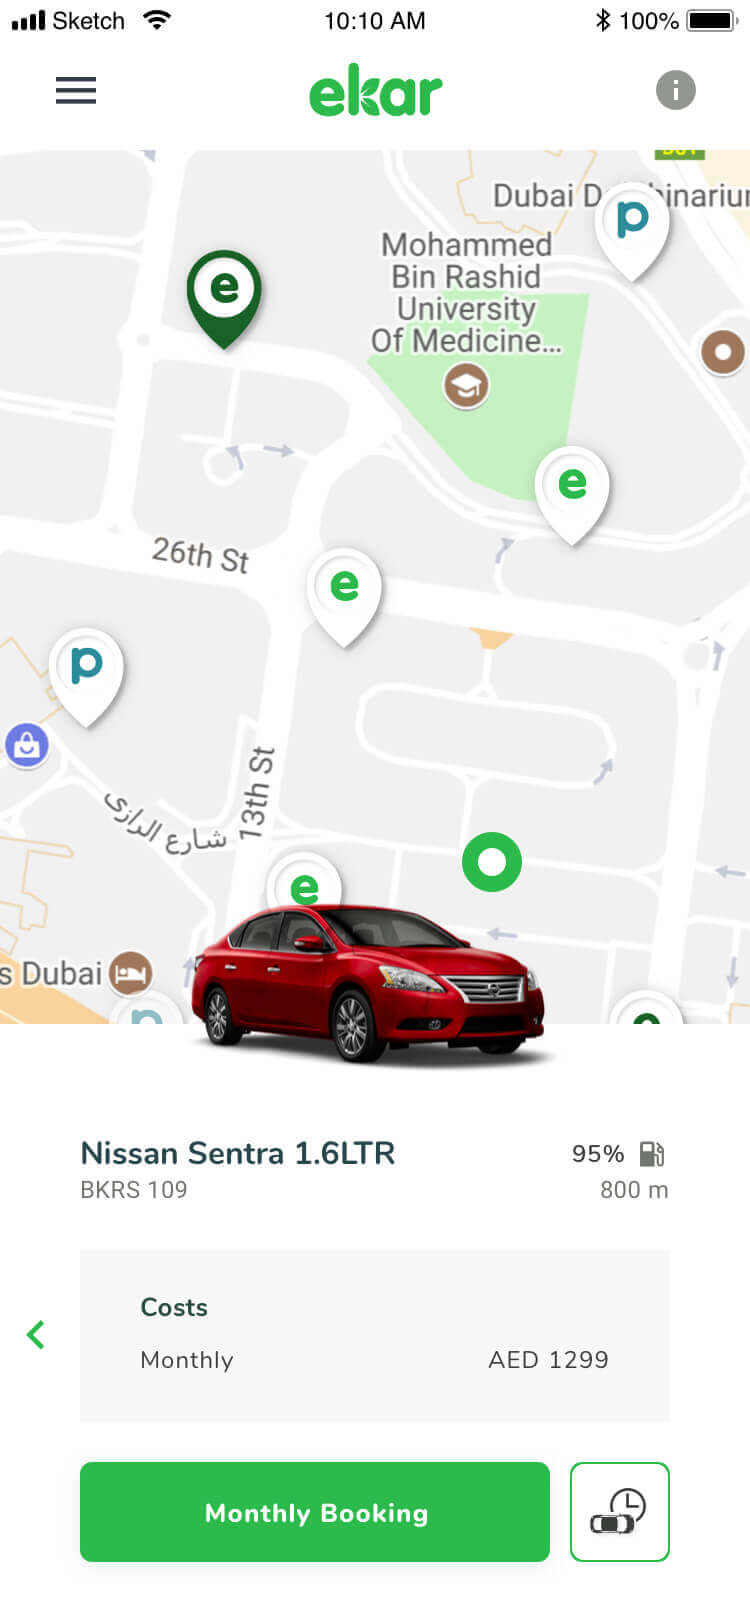 Sketch 10:10 AM 100%
ekar
i
Dubai D
inariu
p
Mohammed
Bin Rashid
University
Of Medicine...
e
e
26th St
e
p
13th St
شارع الرازي
e
s Dubai
Nissan Sentra 1.6LTR
95%
BKRS 109
800 m
Costs
Monthly
AED 1299
Monthly Booking